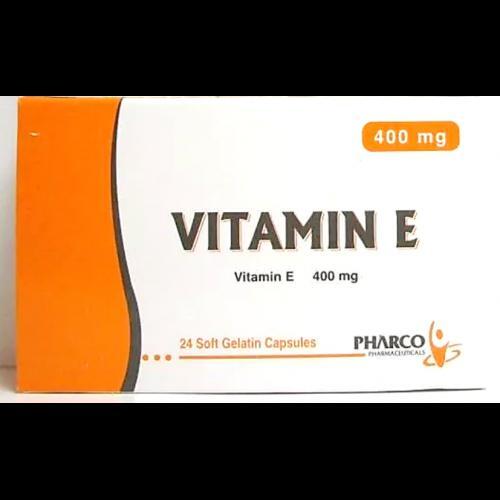 400 mg
VITAMIN E
Vitamin E 400 mg
24 Soft Gelatin Capsules
PHARCO
PHARMACEUTICALS